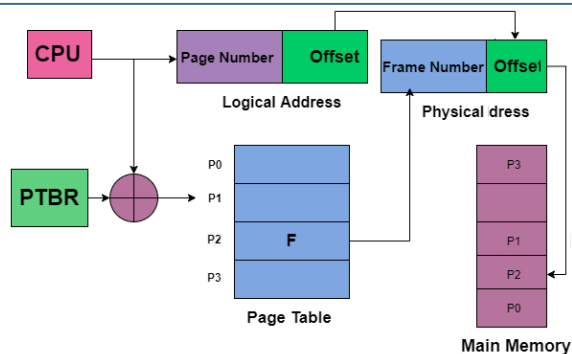 CPU
Page Number
Offset
Logical Address
Frame Number
Offset
Physical dress
PTBR
P0
P1
P2
P3
F
Page Table
P3
P1
P2
P0
Main Memory